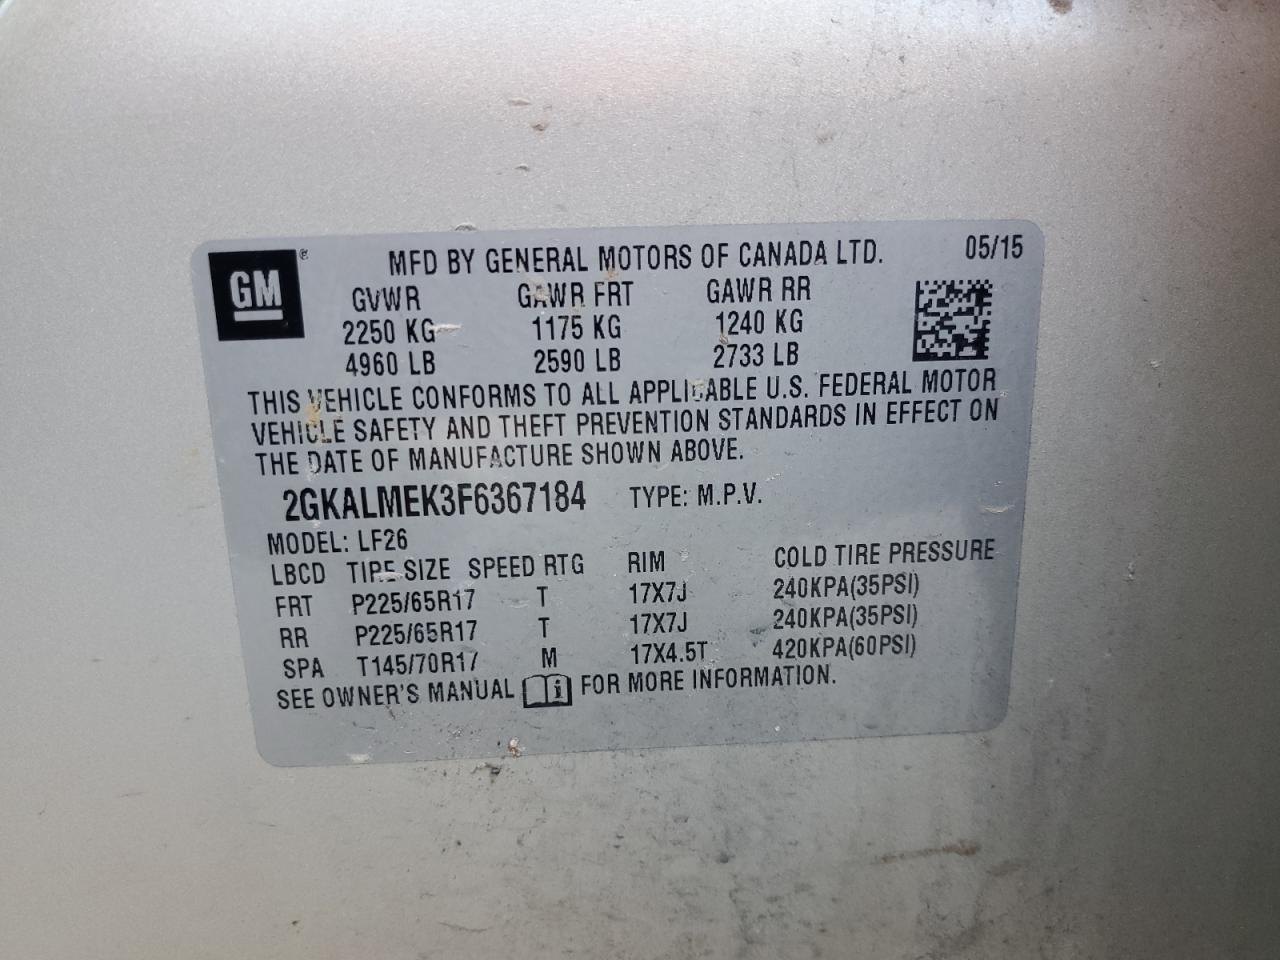 GM ® MFD BY GENERAL MOTORS OF CANADA LTD. 05/15
GVWR GAWR FRT GAWR RR
2250 KG 1175 KG 1240 KG
4960 LB 2590 LB 2733 LB
THIS VEHICLE CONFORMS TO ALL APPLICABLE U.S. FEDERAL MOTOR
VEHICLE SAFETY AND THEFT PREVENTION STANDARDS IN EFFECT ON
THE DATE OF MANUFACTURE SHOWN ABOVE.
2GKALMEK3F6367184 TYPE: M.P.V.
MODEL: LF26
LBCD TIRE SIZE SPEED RTG RIM COLD TIRE PRESSURE
FRT P225/65R17 T 17X7J 240KPA(35PSI)
RR P225/65R17 T 17X7J 240KPA(35PSI)
SPA T145/70R17 M 17X4.5T 420KPA(60PSI)
SEE OWNER'S MANUAL i FOR MORE INFORMATION.